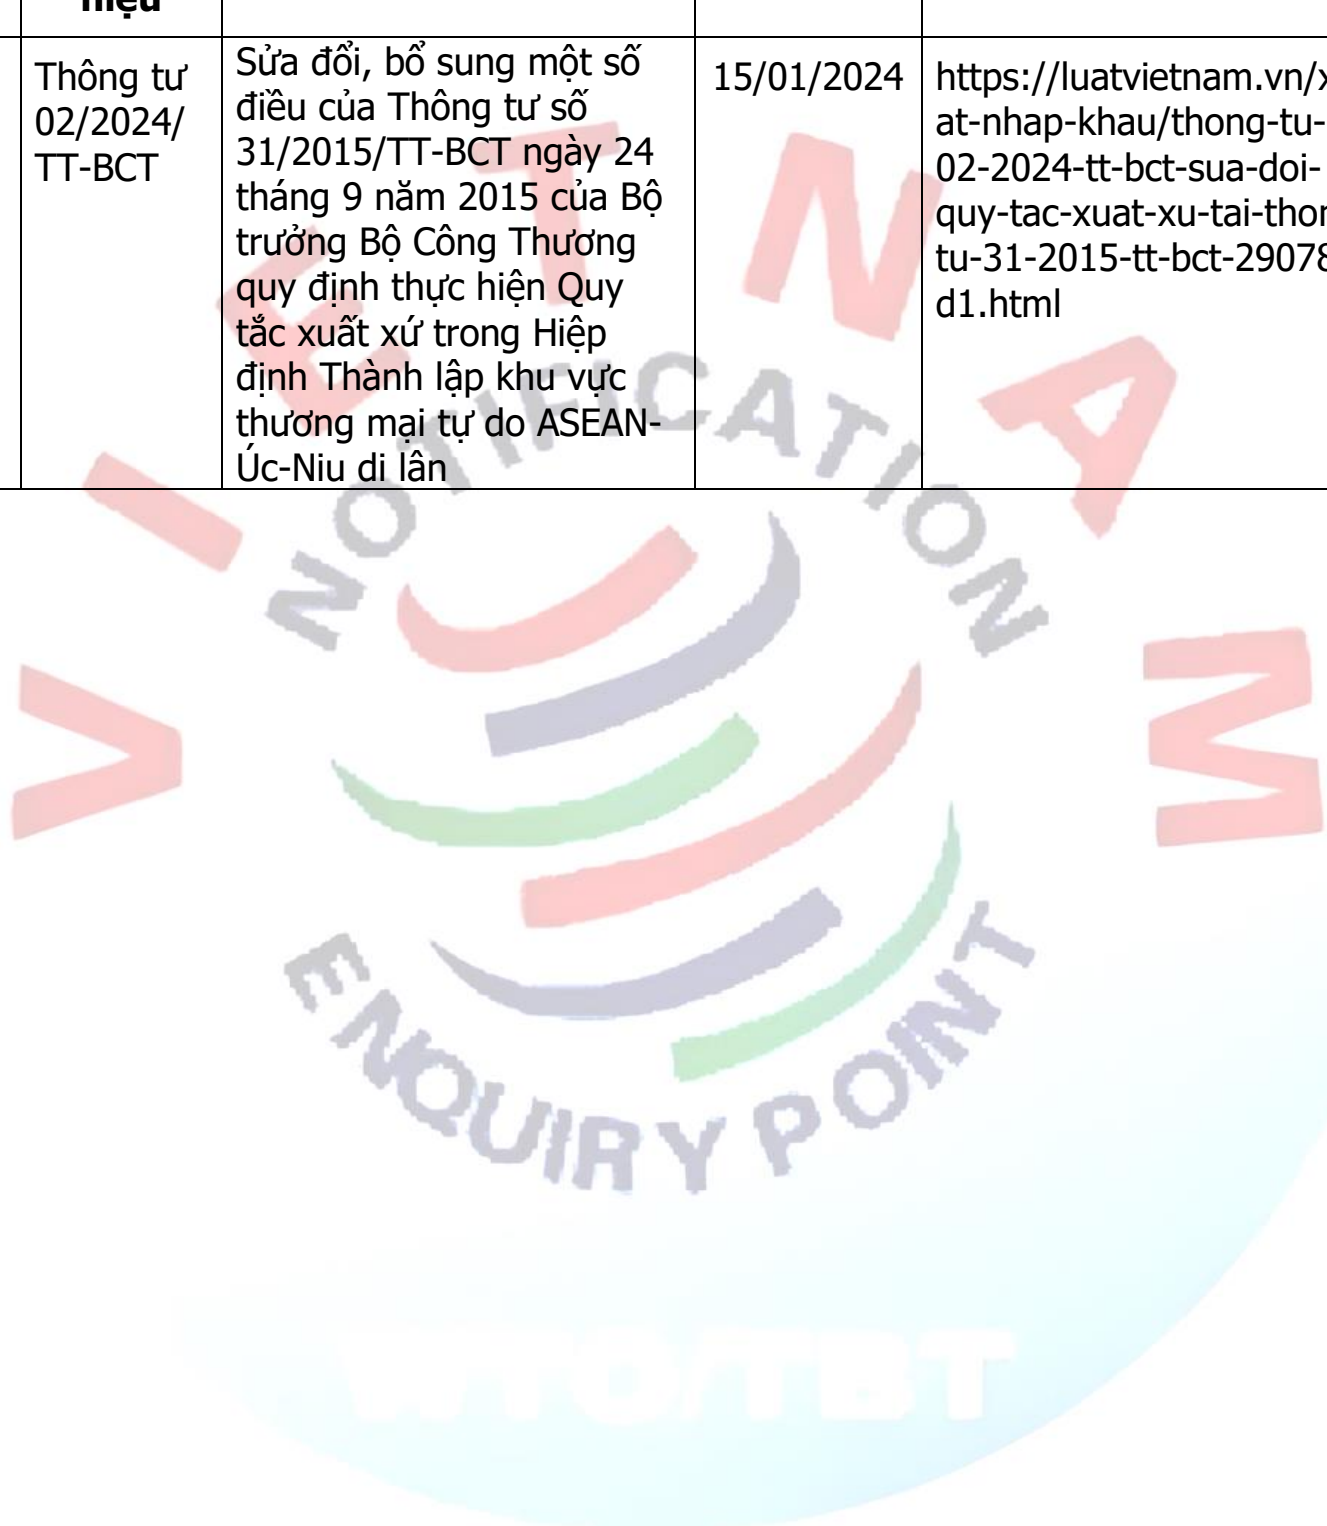 hiệu
Thông tư
02/2024/
TT-BCT
Sửa đổi, bổ sung một số
điều của Thông tư số
31/2015/TT-BCT ngày 24
tháng 9 năm 2015 của Bộ
trưởng Bộ Công Thương
quy định thực hiện Quy
tắc xuất xứ trong Hiệp
định Thành lập khu vực
thương mại tự do ASEAN-
Úc-Niu di lân
15/01/2024
https://luatvietnam.vn/x
at-nhap-khau/thong-tu-
02-2024-tt-bct-sua-doi-
quy-tac-xuat-xu-tai-thon
tu-31-2015-tt-bct-29078
d1.html
VIETNAM
NOTIFICATION
ENQUIRY POINT
WTO/TBT